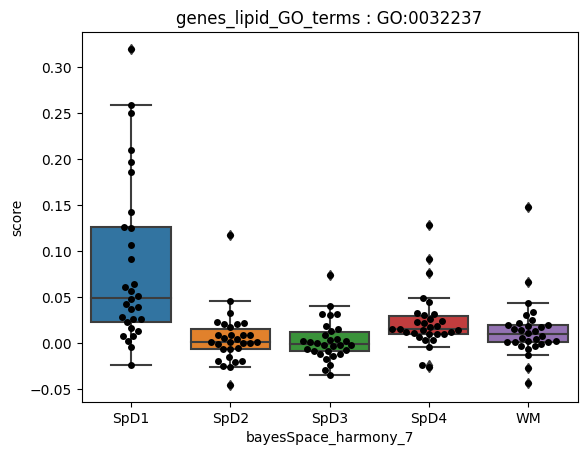 genes_lipid_GO_terms : GO:0032237
score
0.30
0.25
0.20
0.15
0.10
0.05
0.00
−0.05
SpD1 SpD2 SpD3 SpD4 WM
bayesSpace_harmony_7